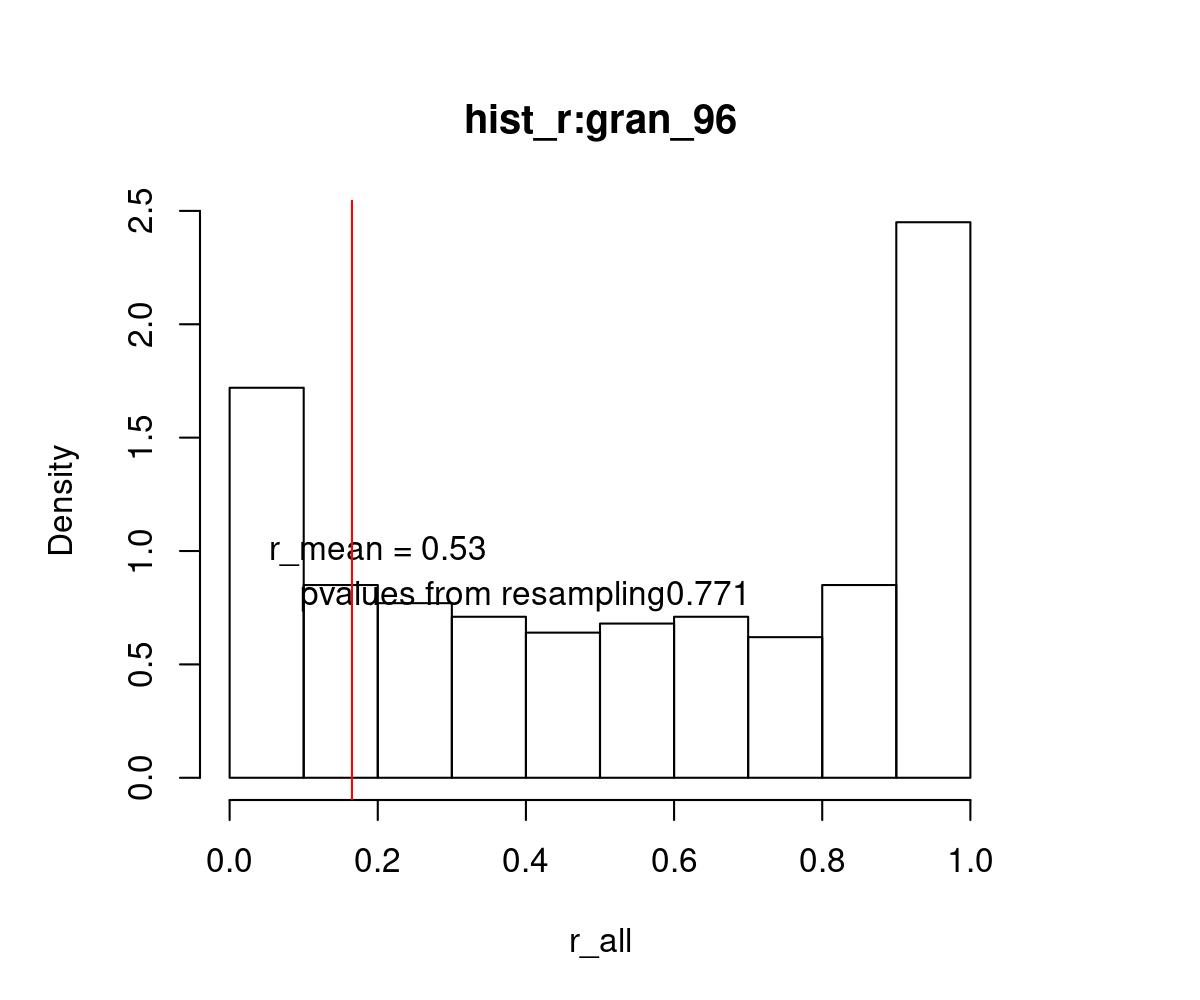 hist_r:gran_96
2.5
2.0
1.5
1.0
0.5
0.0
Density
r_mean = 0.53
pvalues from resampling0.771
0.0 0.2 0.4 0.6 0.8 1.0
r_all